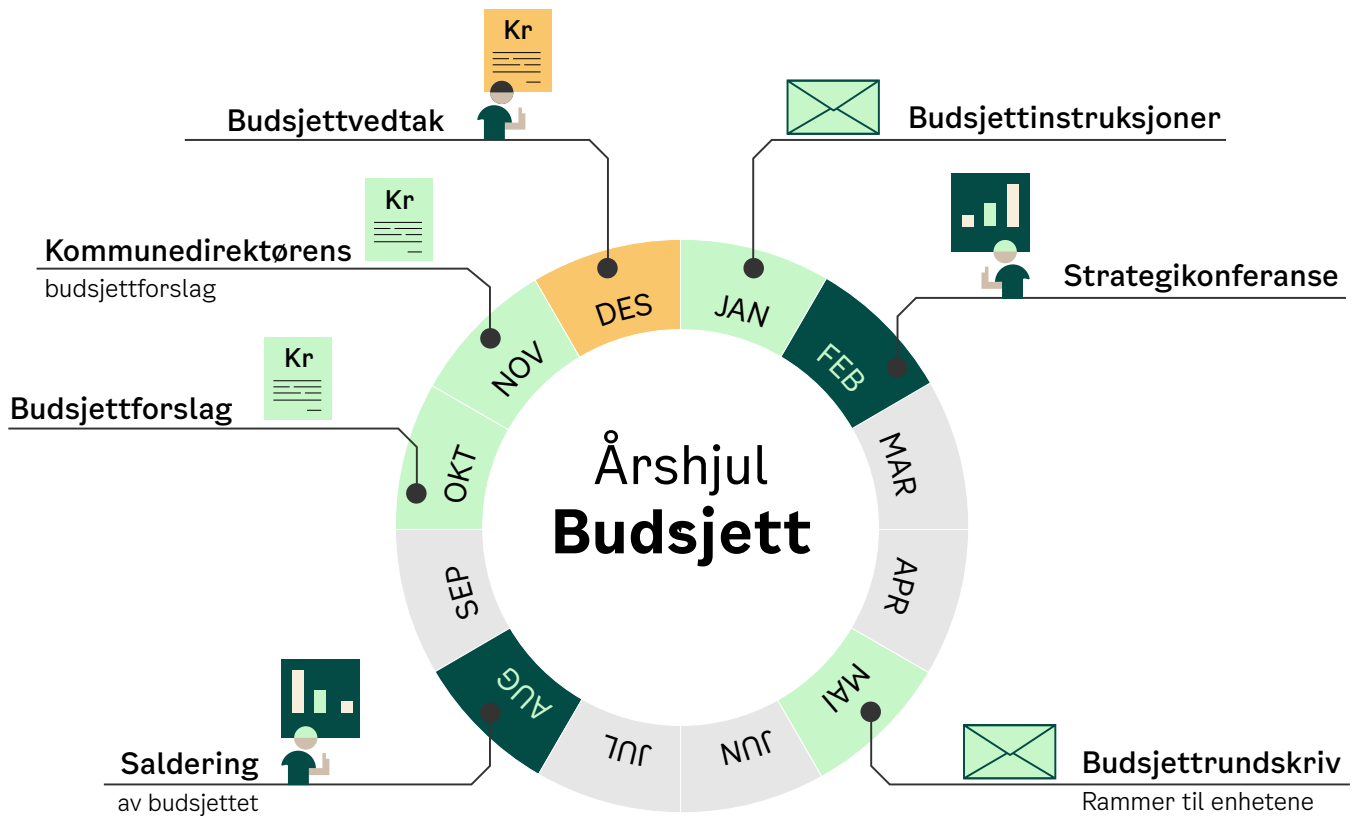 Kr
Budsjettvedtak
Budsjettinstruksjoner
Kr
Kommunedirektørens
budsjettforslag
Strategikonferanse
Kr
Budsjettforslag
DES
JAN
NOV
FEB
OKT
MAR
Årshjul
Budsjett
SEP
APR
AUG
MAI
JUL
JUN
Saldering
av budsjettet
Budsjettrundskriv
Rammer til enhetene